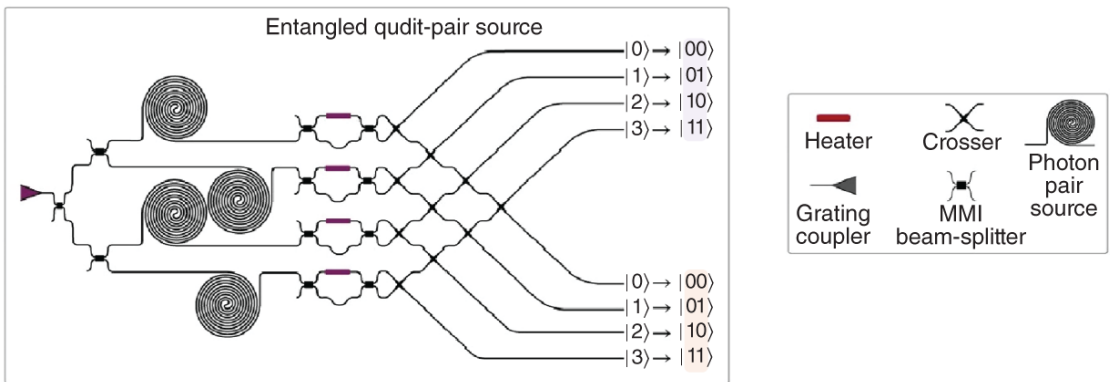 Entangled qudit-pair source
|0⟩→|00⟩
|1⟩→|01⟩
|2⟩→|10⟩
|3⟩→|11⟩
|0⟩→|00⟩
|1⟩→|01⟩
|2⟩→|10⟩
|3⟩→|11⟩
Heater
Crosser
Photon
pair
source
Grating
coupler
MMI
beam-splitter